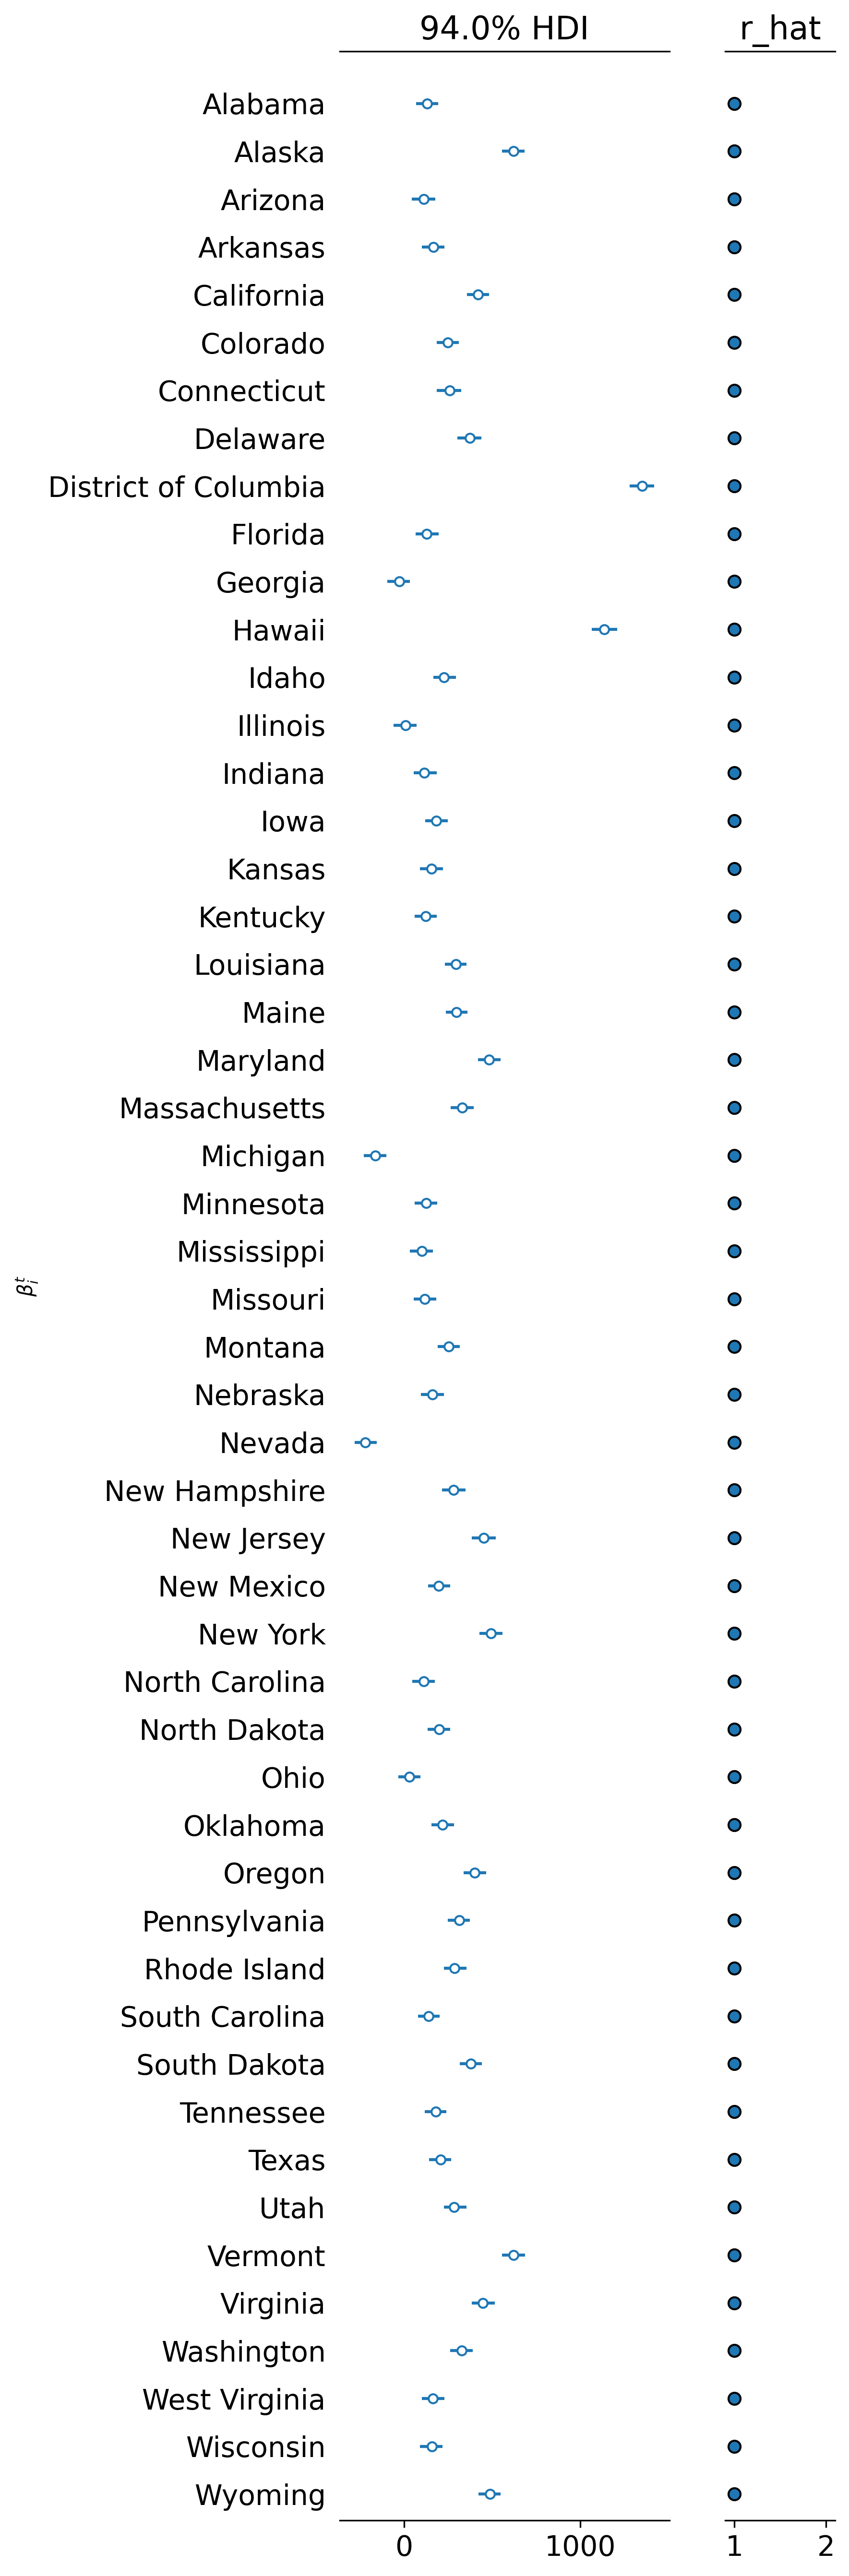 94.0% HDI r_hat
Alabama
Alaska
Arizona
Arkansas
California
Colorado
Connecticut
Delaware
District of Columbia
Florida
Georgia
Hawaii
Idaho
Illinois
Indiana
Iowa
Kansas
Kentucky
Louisiana
Maine
Maryland
Massachusetts
Michigan
Minnesota
Mississippi
βᵢᵗ
Missouri
Montana
Nebraska
Nevada
New Hampshire
New Jersey
New Mexico
New York
North Carolina
North Dakota
Ohio
Oklahoma
Oregon
Pennsylvania
Rhode Island
South Carolina
South Dakota
Tennessee
Texas
Utah
Vermont
Virginia
Washington
West Virginia
Wisconsin
Wyoming
0 1000 1 2